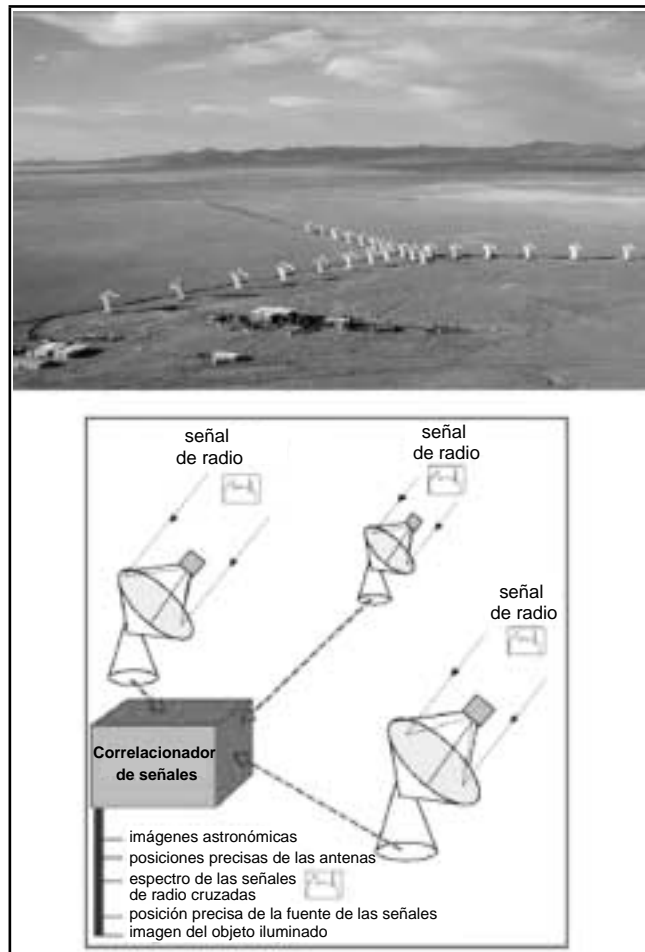 señal
de radio
señal
de radio
señal
de radio
Correlacionador
de señales
imágenes astronómicas
posiciones precisas de las antenas
espectro de las señales
de radio cruzadas
posición precisa de la fuente de las señales
imagen del objeto iluminado